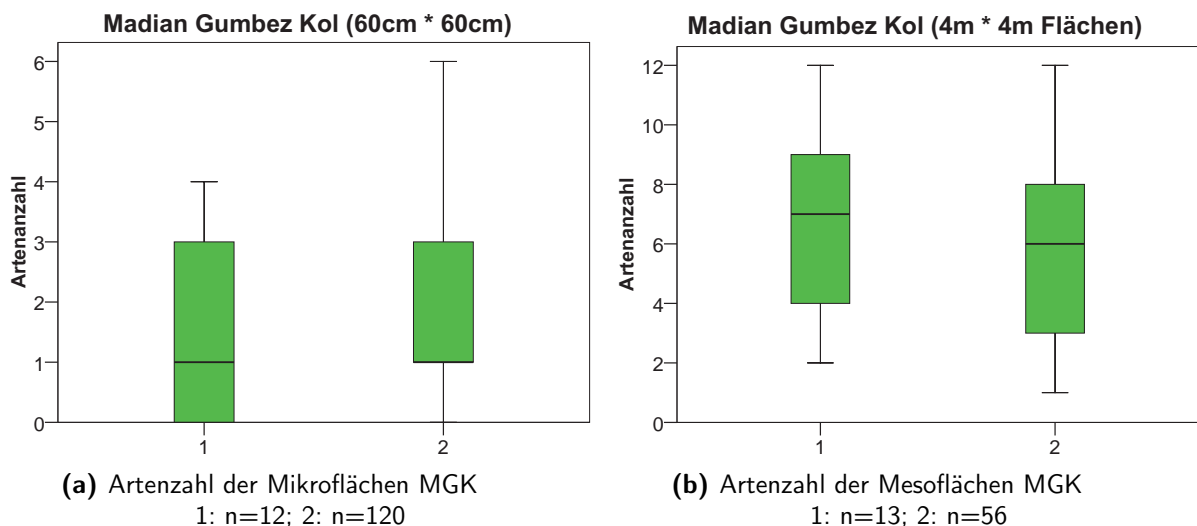 Madian Gumbez Kol (60cm * 60cm)
Artenanzahl
6
5
4
3
2
1
0
1 2
(a) Artenzahl der Mikroflächen MGK
1: n=12; 2: n=120
Madian Gumbez Kol (4m * 4m Flächen)
Artenanzahl
12
10
8
6
4
2
0
1 2
(b) Artenzahl der Mesoflächen MGK
1: n=13; 2: n=56